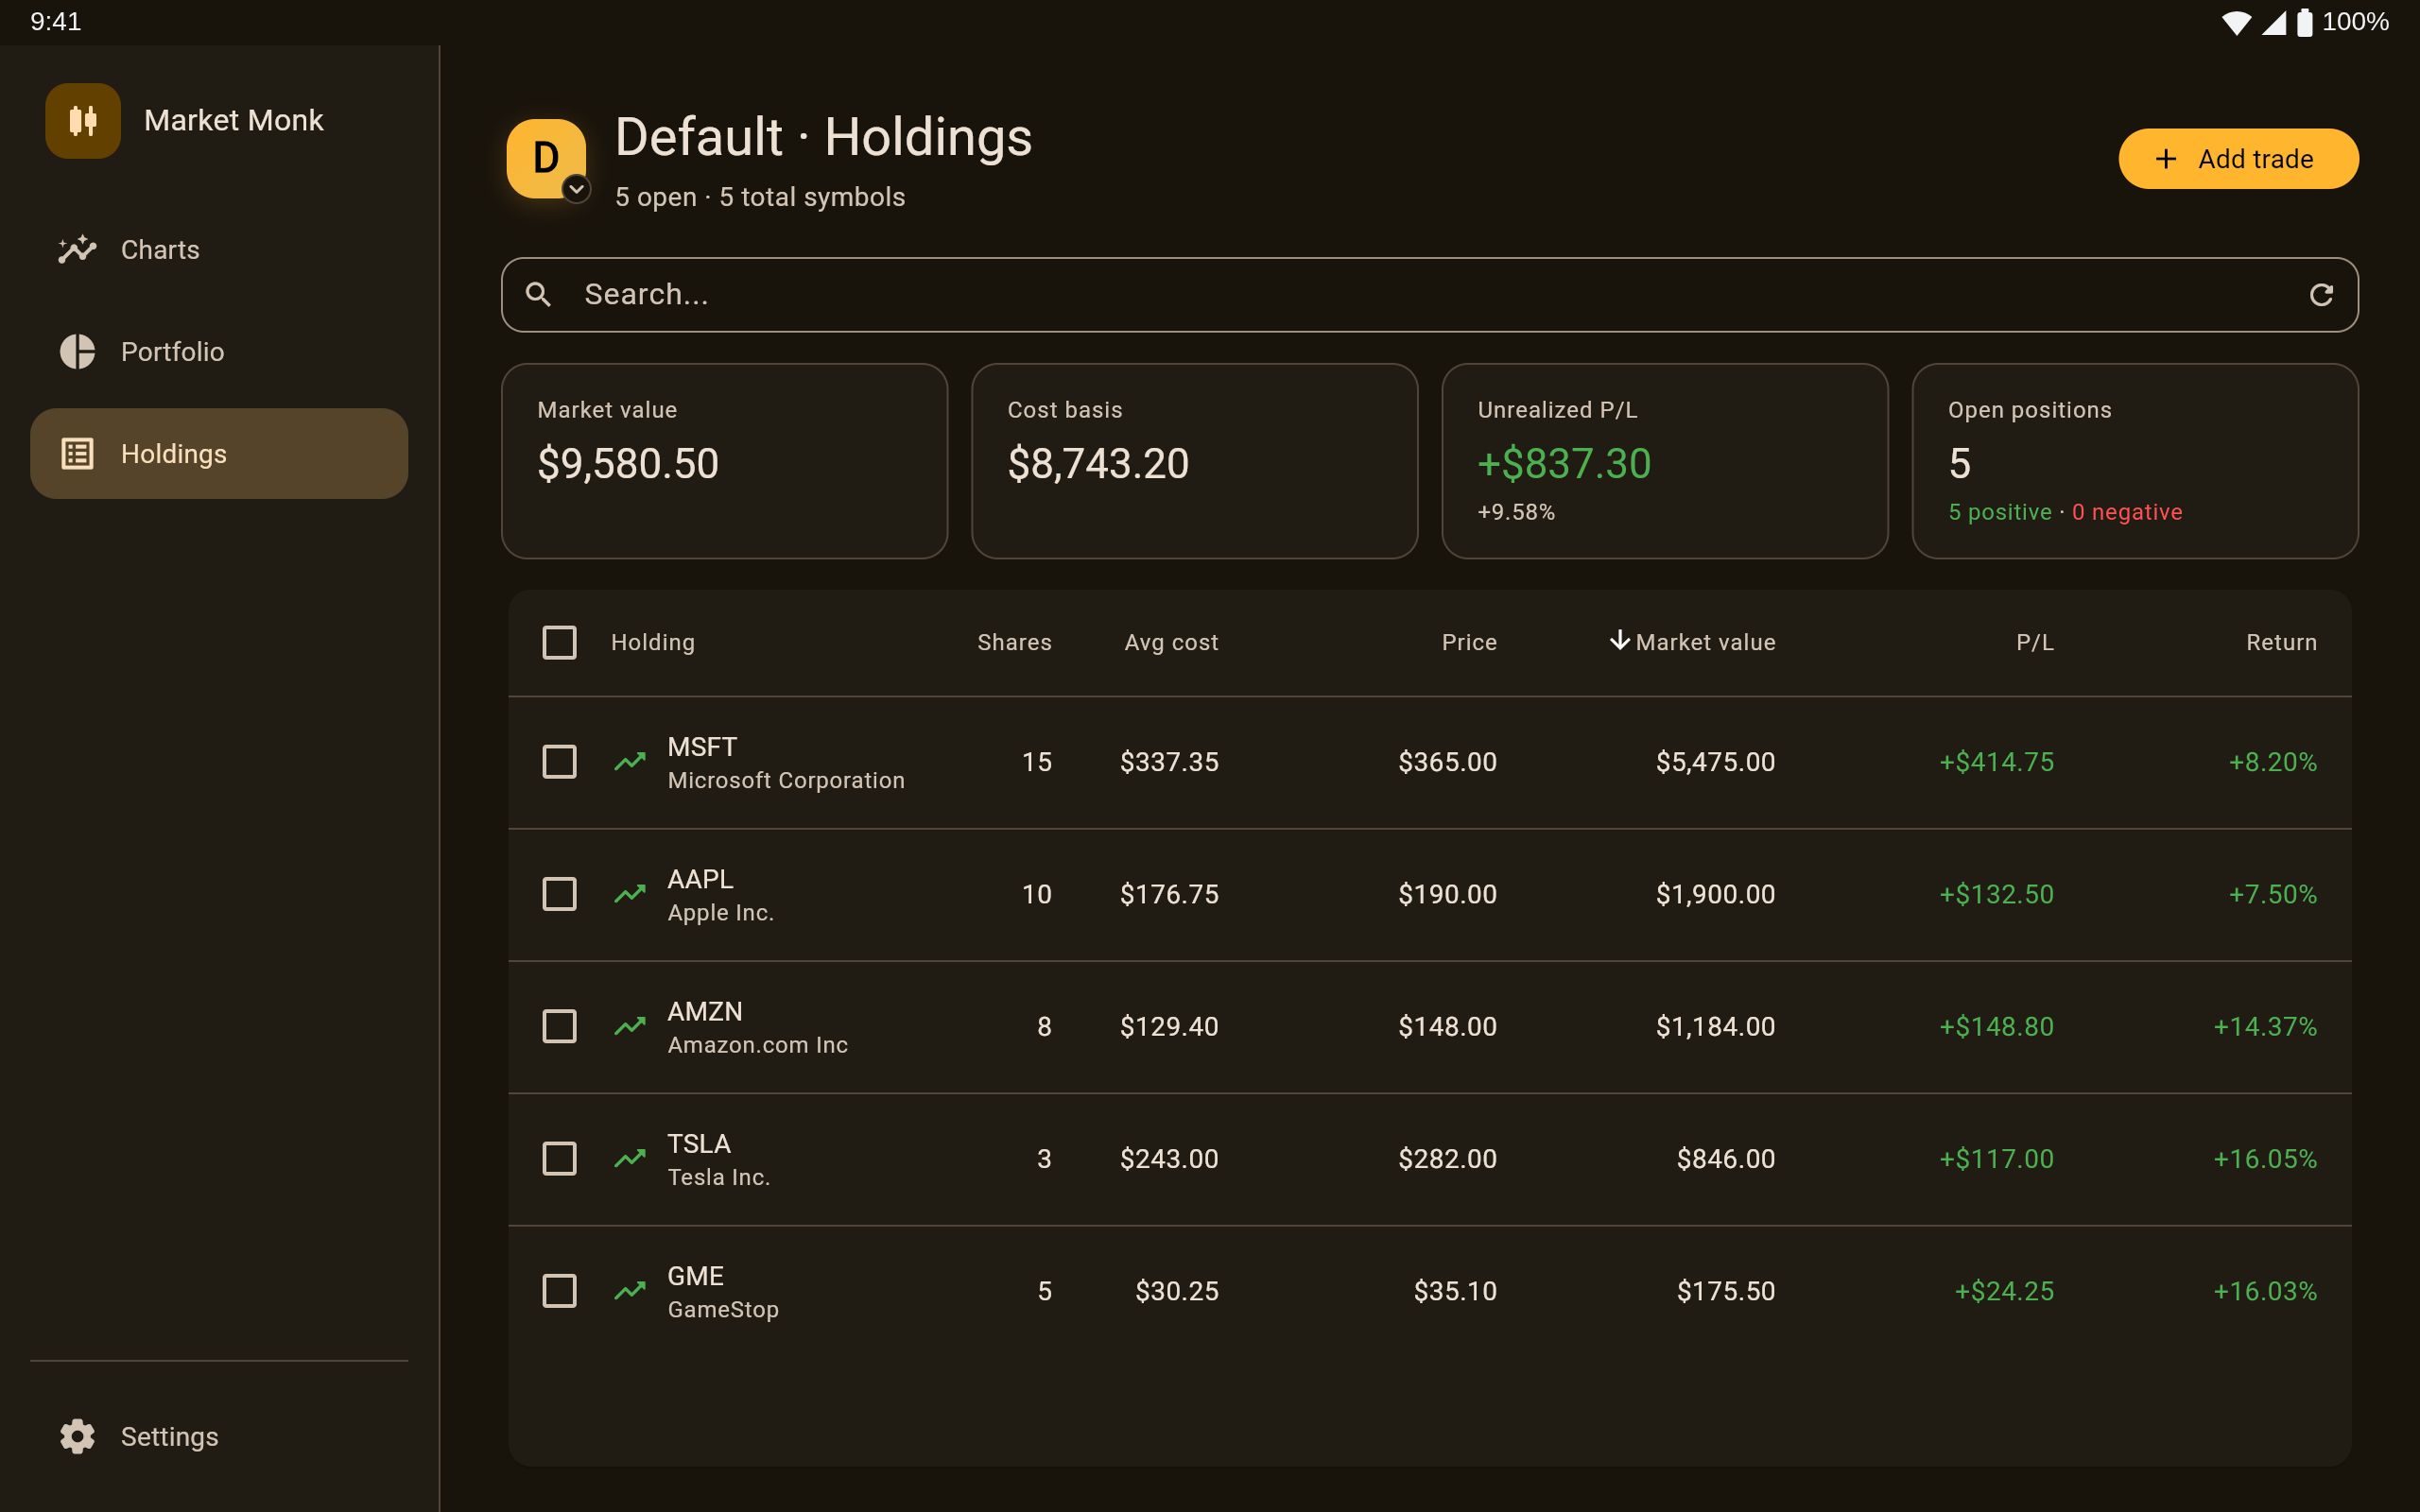 9:41
100%
Market Monk
Charts
Portfolio
Holdings
Settings
D
Default · Holdings
5 open · 5 total symbols
Add trade
Search...
Market value
$9,580.50
Cost basis
$8,743.20
Unrealized P/L
+$837.30
+9.58%
Open positions
5
5 positive · 0 negative
Holding Shares Avg cost Price Market value P/L Return
MSFT
Microsoft Corporation
15 $337.35 $365.00 $5,475.00 +$414.75 +8.20%
AAPL
Apple Inc.
10 $176.75 $190.00 $1,900.00 +$132.50 +7.50%
AMZN
Amazon.com Inc
8 $129.40 $148.00 $1,184.00 +$148.80 +14.37%
TSLA
Tesla Inc.
3 $243.00 $282.00 $846.00 +$117.00 +16.05%
GME
GameStop
5 $30.25 $35.10 $175.50 +$24.25 +16.03%